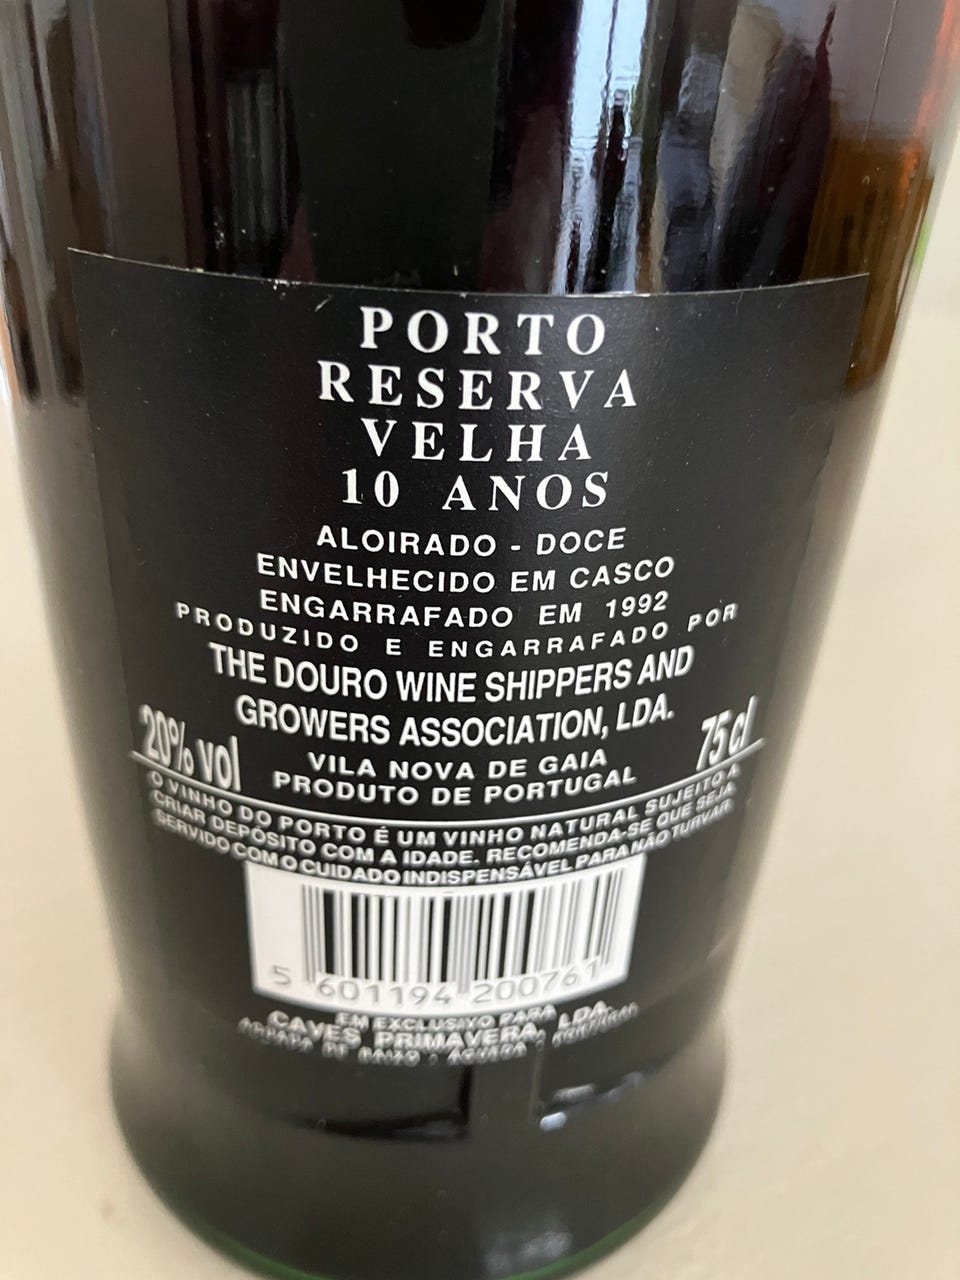 PORTO
RESERVA
VELHA
10 ANOS
ALOIRADO - DOCE
ENVELHECIDO EM CASCO
ENGARRAFADO EM 1992
PRODUZIDO E ENGARRAFADO POR
THE DOURO WINE SHIPPERS AND
GROWERS ASSOCIATION, LDA.
20% vol
VILA NOVA DE GAIA
75 cl
PRODUTO DE PORTUGAL
O VINHO DO PORTO É UM VINHO NATURAL SUJEITO A
CRIAR DEPÓSITO COM A IDADE. RECOMENDA-SE QUE SEJA
SERVIDO COM O CUIDADO INDISPENSÁVEL PARA NÃO TURVAR
5 601194 200761
EM EXCLUSIVO PARA
CAVES PRIMAVERA, LDA.